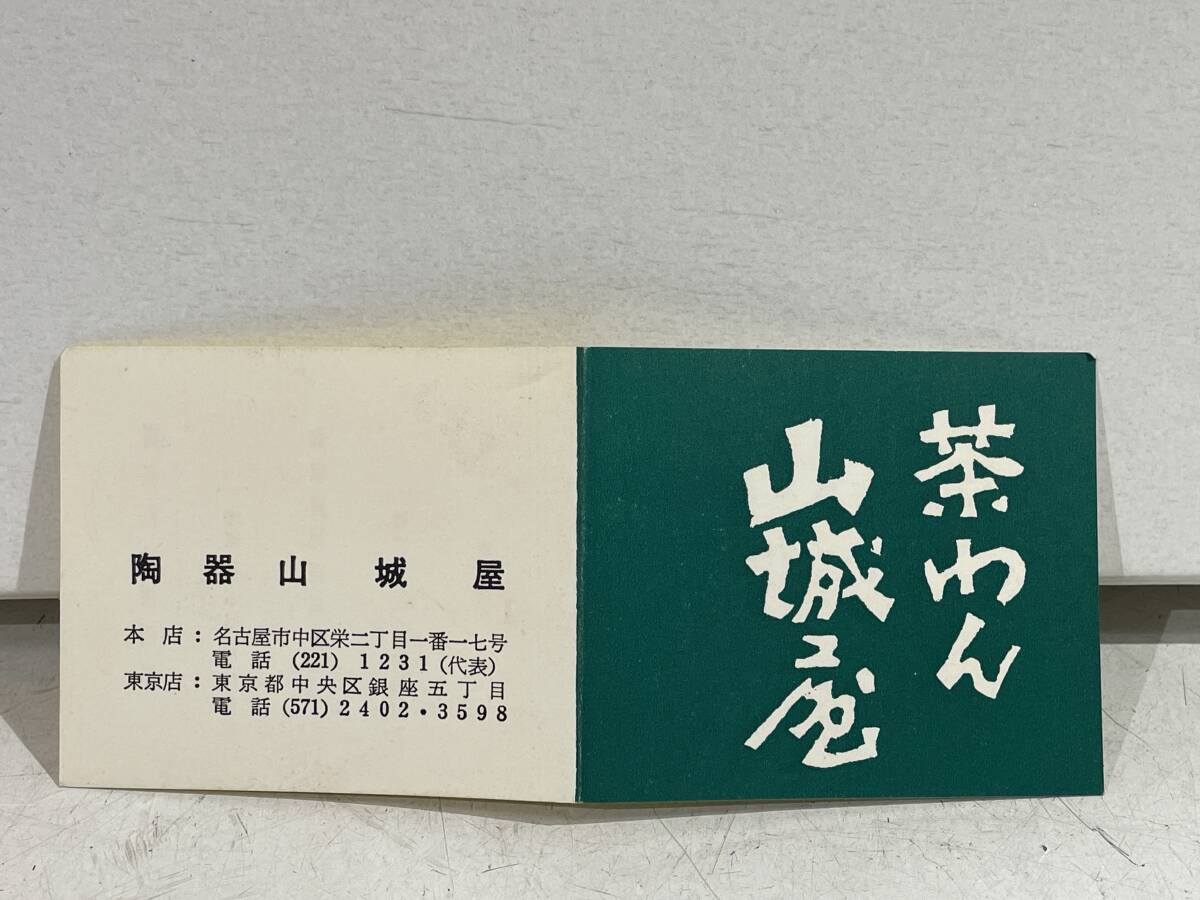 茶わん
山城屋
陶器山城屋
本店：名古屋市中区栄二丁目一番一七号
電話 (221) 1231 (代表)
東京店：東京都中央区銀座五丁目
電話 (571) 2402・3598